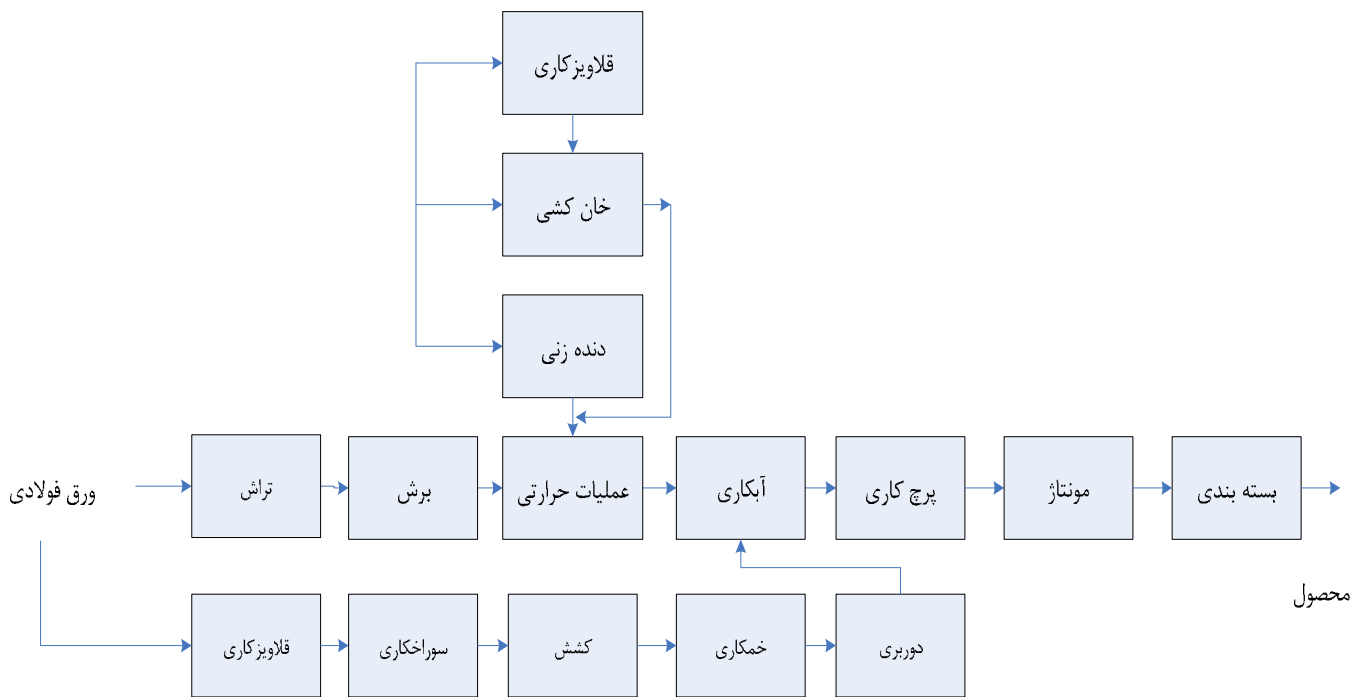 قلاویزکاری
خان کشی
دنده زنی
ورق فولادی
تراش
برش
عملیات حرارتی
آبکاری
پرچ کاری
مونتاژ
بسته بندی
محصول
قلاویزکاری
سوراخکاری
کشش
خمکاری
دوربری